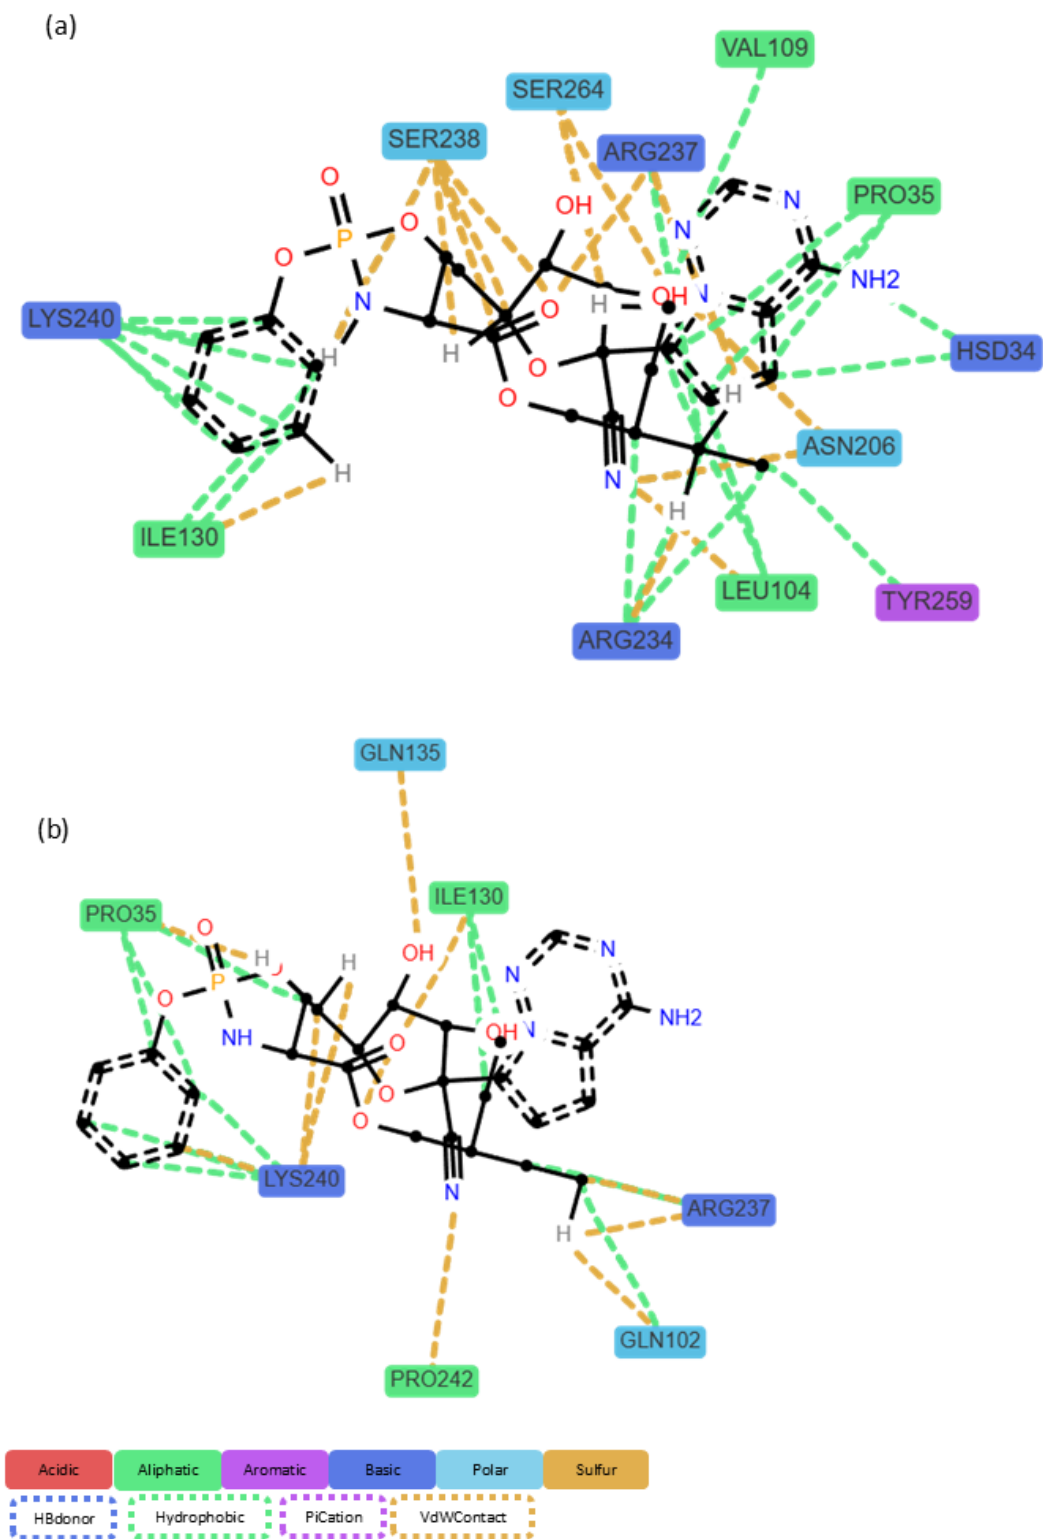 (a)
VAL109
SER264
SER238
ARG237
O
OH
PRO35
N
O
P
N
O
NH2
N
OH
N
H
O
LYS240
HSD34
H
H
O
H
O
ASN206
H
N
H
ILE130
LEU104
TYR259
ARG234
GLN135
(b)
ILE130
PRO35
O
OH
N
H
H
O
N
P
O
NH2
OH
N
NH
O
O
O
LYS240
N
ARG237
H
GLN102
PRO242
Acidic Aliphatic Aromatic Basic Polar Sulfur
HBdonor Hydrophobic PiCation VdWContact